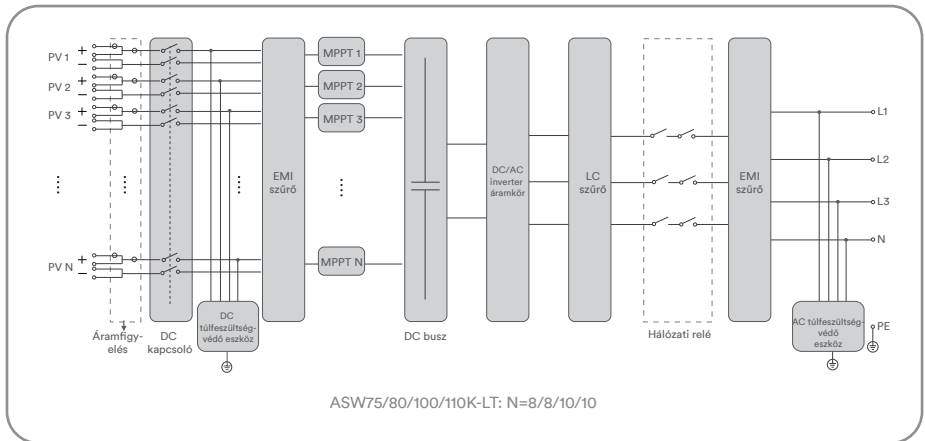 PV 1
+
−
PV 2
+
−
PV 3
+
−
PV N
+
−
Áramfigy-
elés
DC
kapcsoló
DC
túlfeszültség-
védő eszköz
EMI
szűrő
MPPT 1
MPPT 2
MPPT 3
MPPT N
DC busz
DC/AC
inverter
áramkör
LC
szűrő
Hálózati relé
EMI
szűrő
L1
L2
L3
N
PE
AC túlfeszültség-
védő
eszköz
ASW75/80/100/110K-LT: N=8/8/10/10